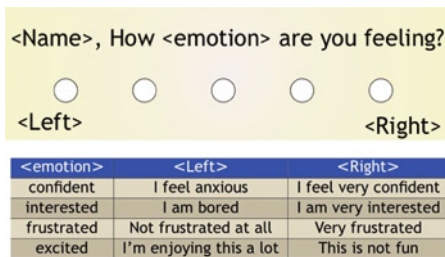 <Name>, How <emotion> are you feeling?
<Left> <Right>
<emotion> <Left> <Right>
confident I feel anxious I feel very confident
interested I am bored I am very interested
frustrated Not frustrated at all Very frustrated
excited I'm enjoying this a lot This is not fun